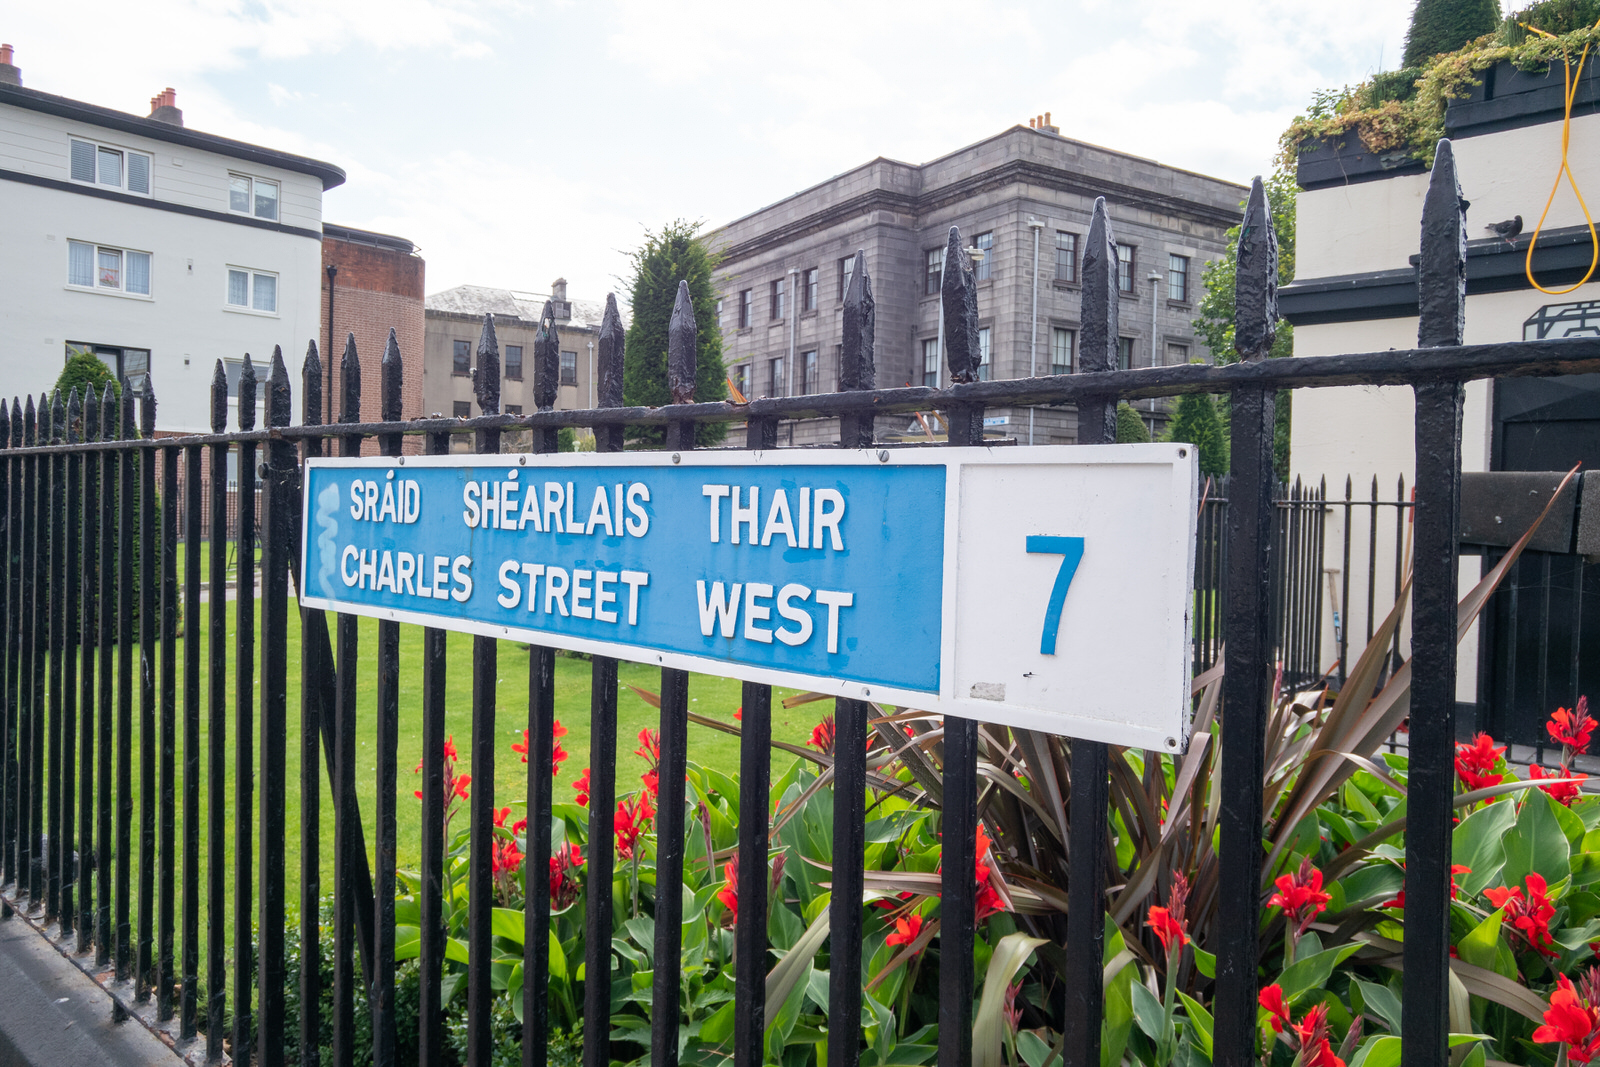 SRÁID SHÉARLAIS THAIR
CHARLES STREET WEST
7